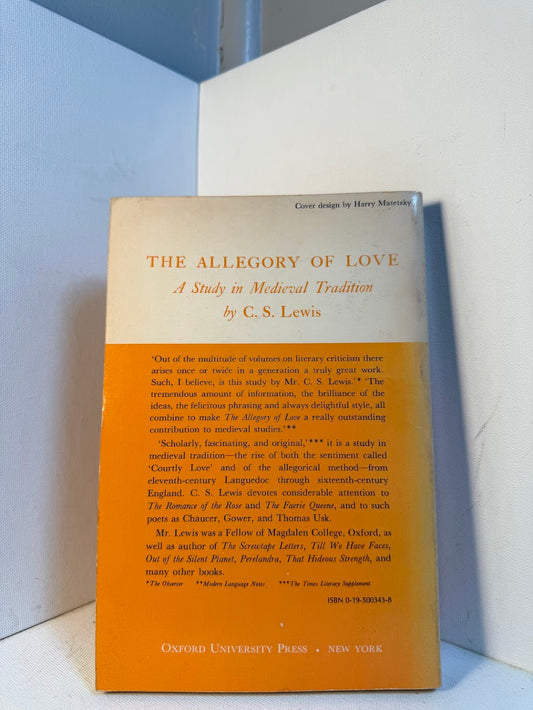 Cover design by Harry Matetsky
THE ALLEGORY OF LOVE
A Study in Medieval Tradition
by C. S. Lewis
'Out of the multitude of volumes on literary criticism there
arises once or twice in a generation a truly great work.
Such, I believe, is this study by Mr. C. S. Lewis.'* 'The
tremendous amount of information, the brilliance of the
ideas, the felicitous phrasing and always delightful style, all
combine to make The Allegory of Love a really outstanding
contribution to medieval studies.'**
'Scholarly, fascinating, and original,'*** it is a study in
medieval tradition—the rise of both the sentiment called
'Courtly Love' and of the allegorical method—from
eleventh-century Languedoc through sixteenth-century
England. C. S. Lewis devotes considerable attention to
The Romance of the Rose and The Faerie Queene, and to such
poets as Chaucer, Gower, and Thomas Usk.
Mr. Lewis was a Fellow of Magdalen College, Oxford, as
well as author of The Screwtape Letters, Till We Have Faces,
Out of the Silent Planet, Perelandra, That Hideous Strength, and
many other books.
*The Observer **Modern Language Notes ***The Times Literary Supplement
ISBN 0-19-500343-8
OXFORD UNIVERSITY PRESS • NEW YORK